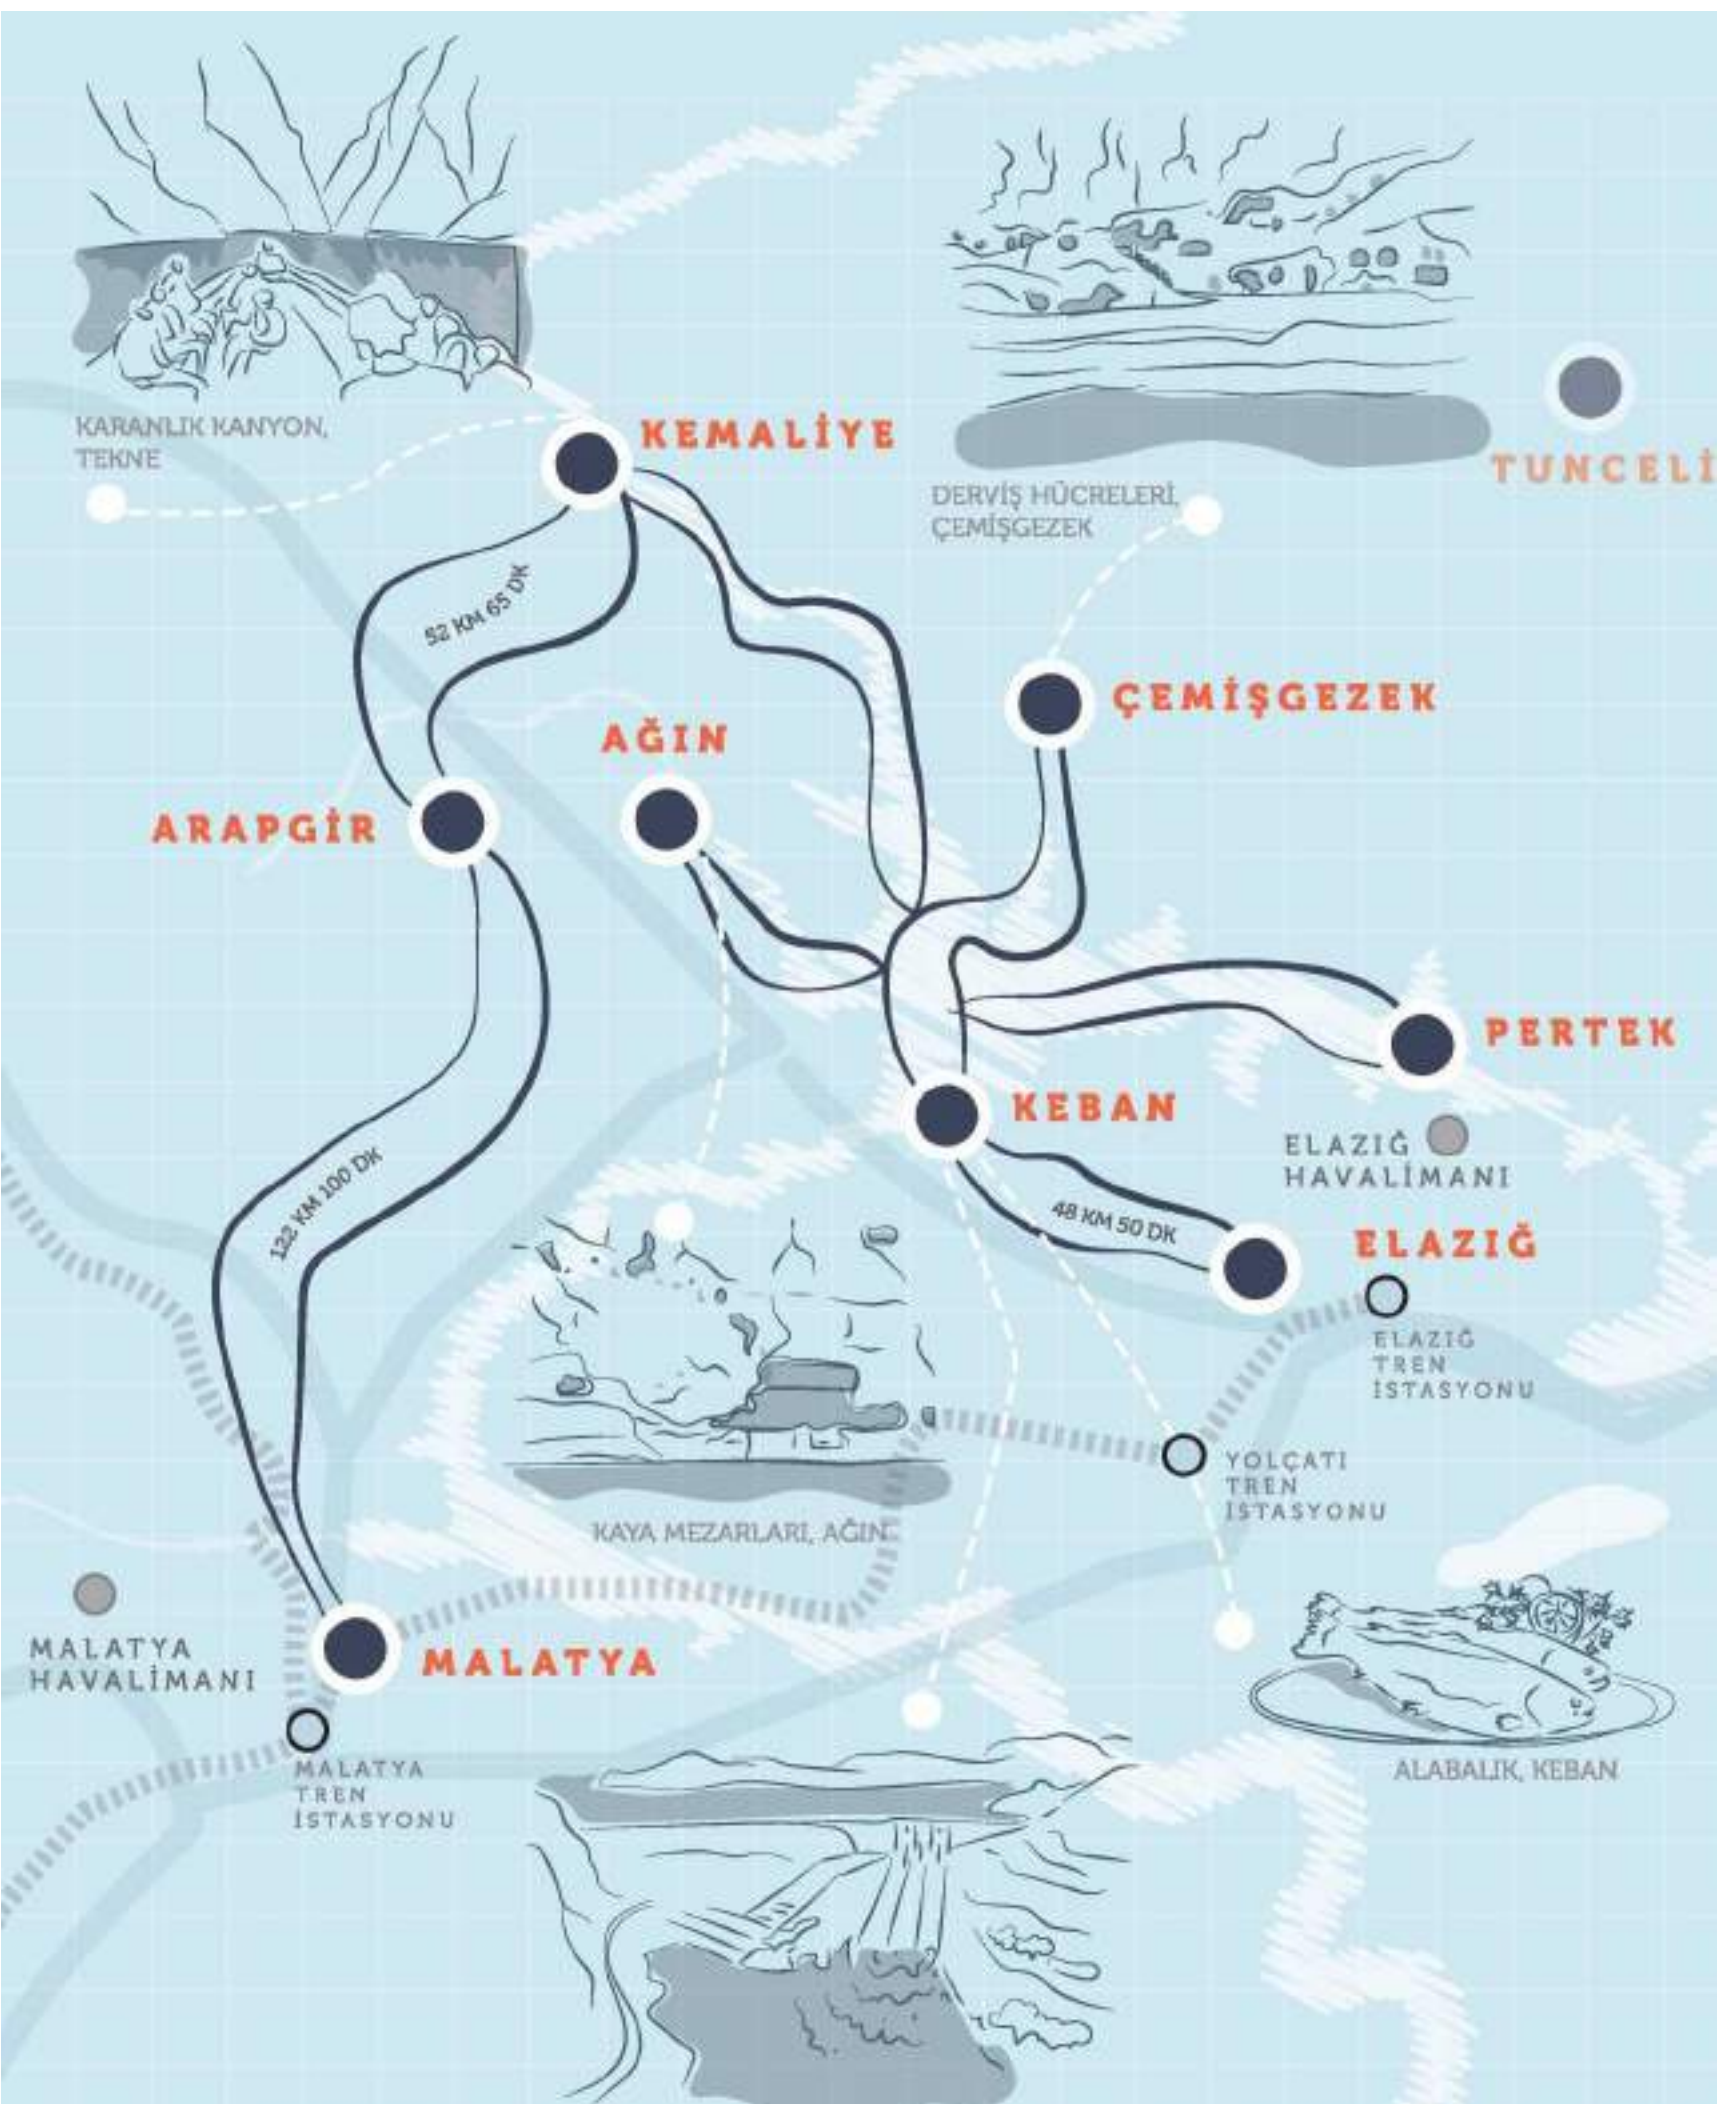 KARANLIK KANYON,
TEKNE
KEMALİYE
DERVİŞ HÜCRELERİ,
ÇEMİŞGEZEK
TUNCELİ
52 KM 65 DK
ÇEMİŞGEZEK
AĞIN
ARAPGİR
PERTEK
KEBAN
ELAZIĞ
HAVALİMANI
122 KM 100 DK
48 KM 50 DK
ELAZIĞ
ELAZIĞ
TREN
İSTASYONU
YOLÇATI
TREN
İSTASYONU
KAYA MEZARLARI, AĞIN
MALATYA
HAVALİMANI
MALATYA
MALATYA
TREN
İSTASYONU
ALABALIK, KEBAN